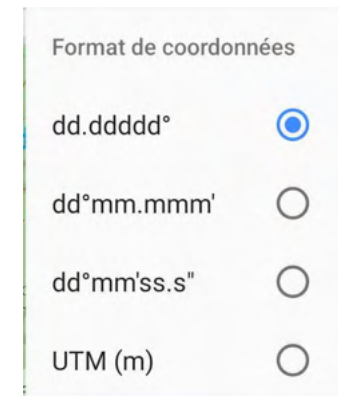 Format de coordonnées
dd.ddddd°
dd°mm.mmm'
dd°mm'ss.s"
UTM (m)